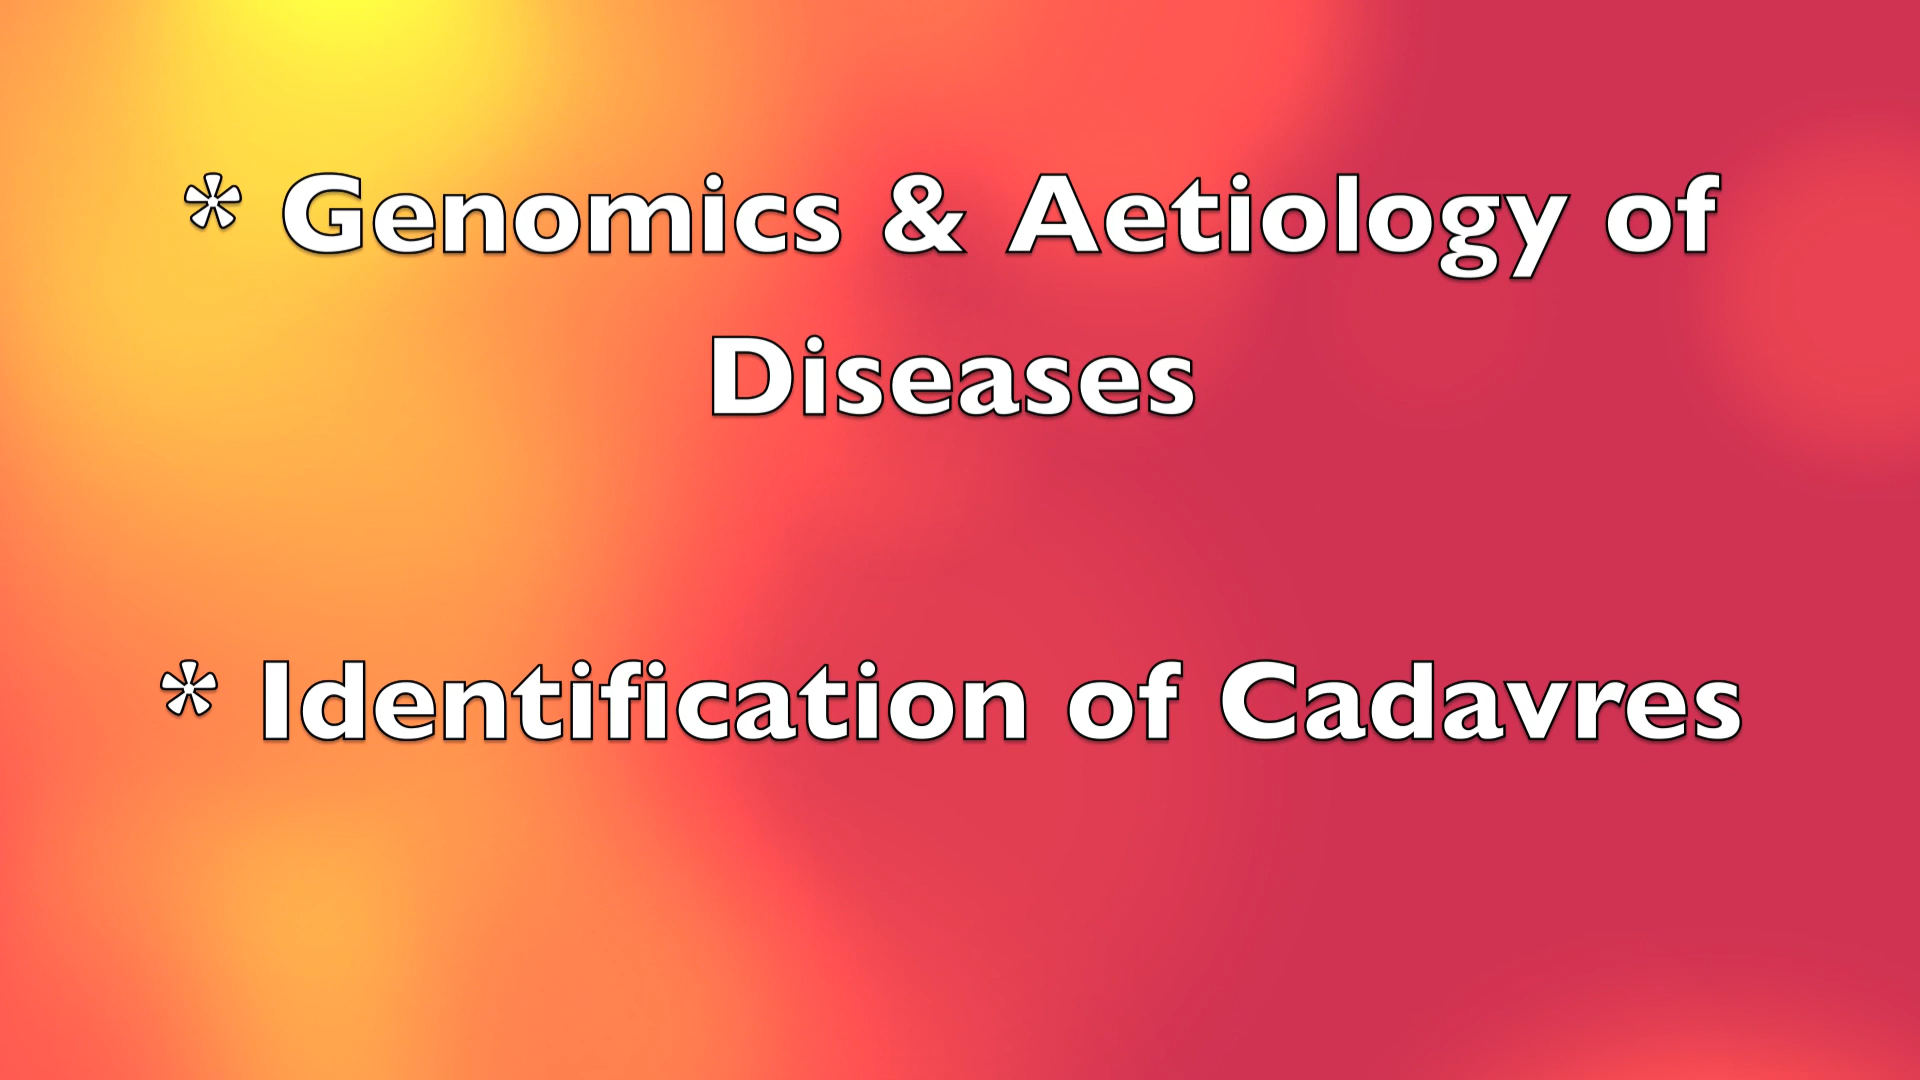 * Genomics & Aetiology of
Diseases
* Identification of Cadavres